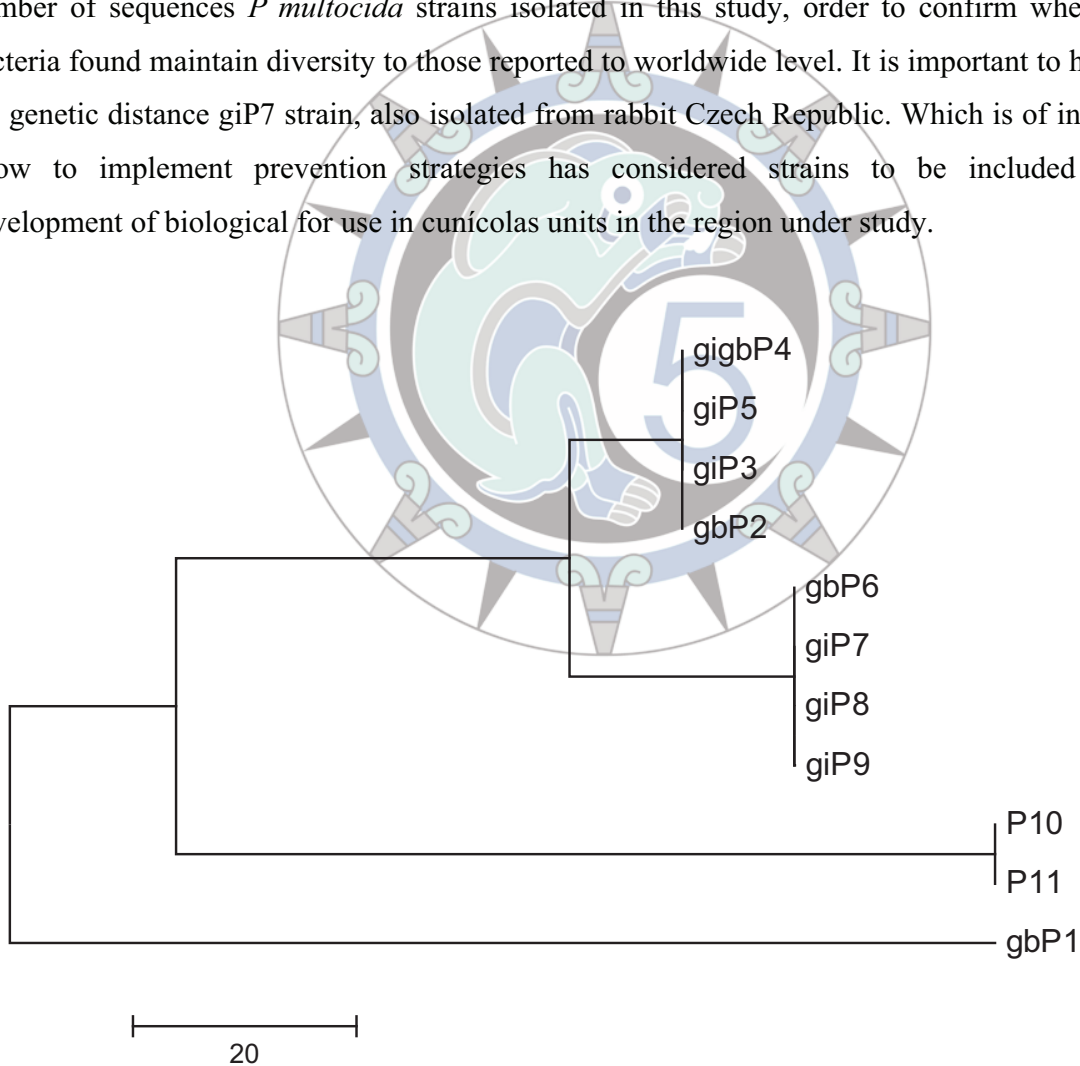 mber of sequences P multocida strains isolated in this study, order to confirm whe
cteria found maintain diversity to those reported to worldwide level. It is important to h
genetic distance giP7 strain, also isolated from rabbit Czech Republic. Which is of in
ow to implement prevention strategies has considered strains to be included
velopment of biological for use in cunícolas units in the region under study.
5
gigbP4
giP5
giP3
gbP2
gbP6
giP7
giP8
giP9
P10
P11
gbP1
20